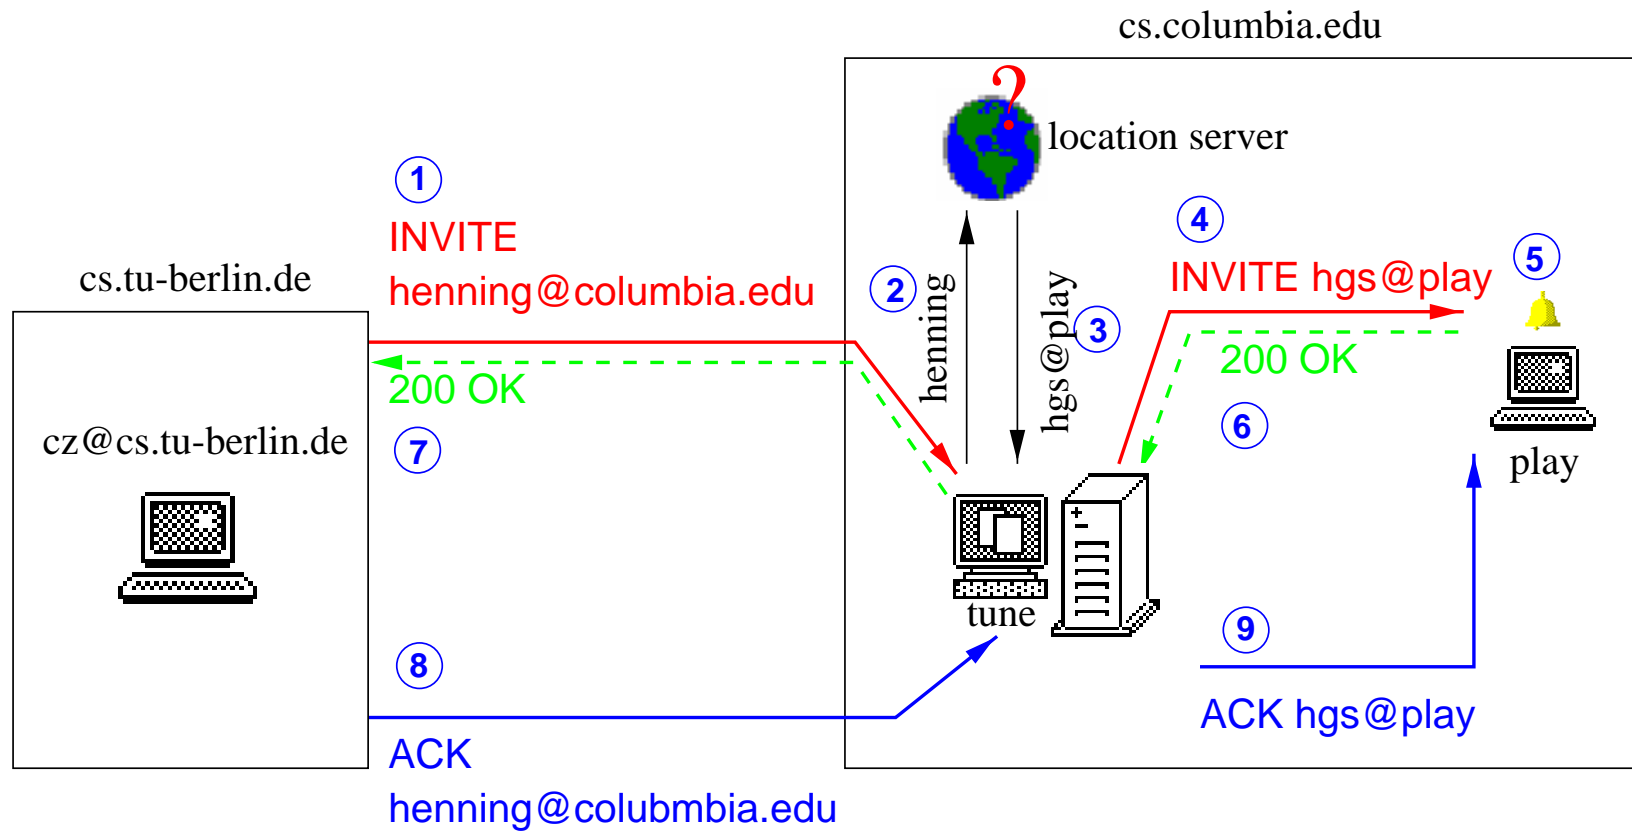 cs.columbia.edu
?
location server
1
INVITE
henning@columbia.edu
200 OK
7
cs.tu-berlin.de
cz@cs.tu-berlin.de
2
henning
hgs@play
3
4
INVITE hgs@play
5
200 OK
6
play
tune
8
ACK
henning@colubmbia.edu
9
ACK hgs@play